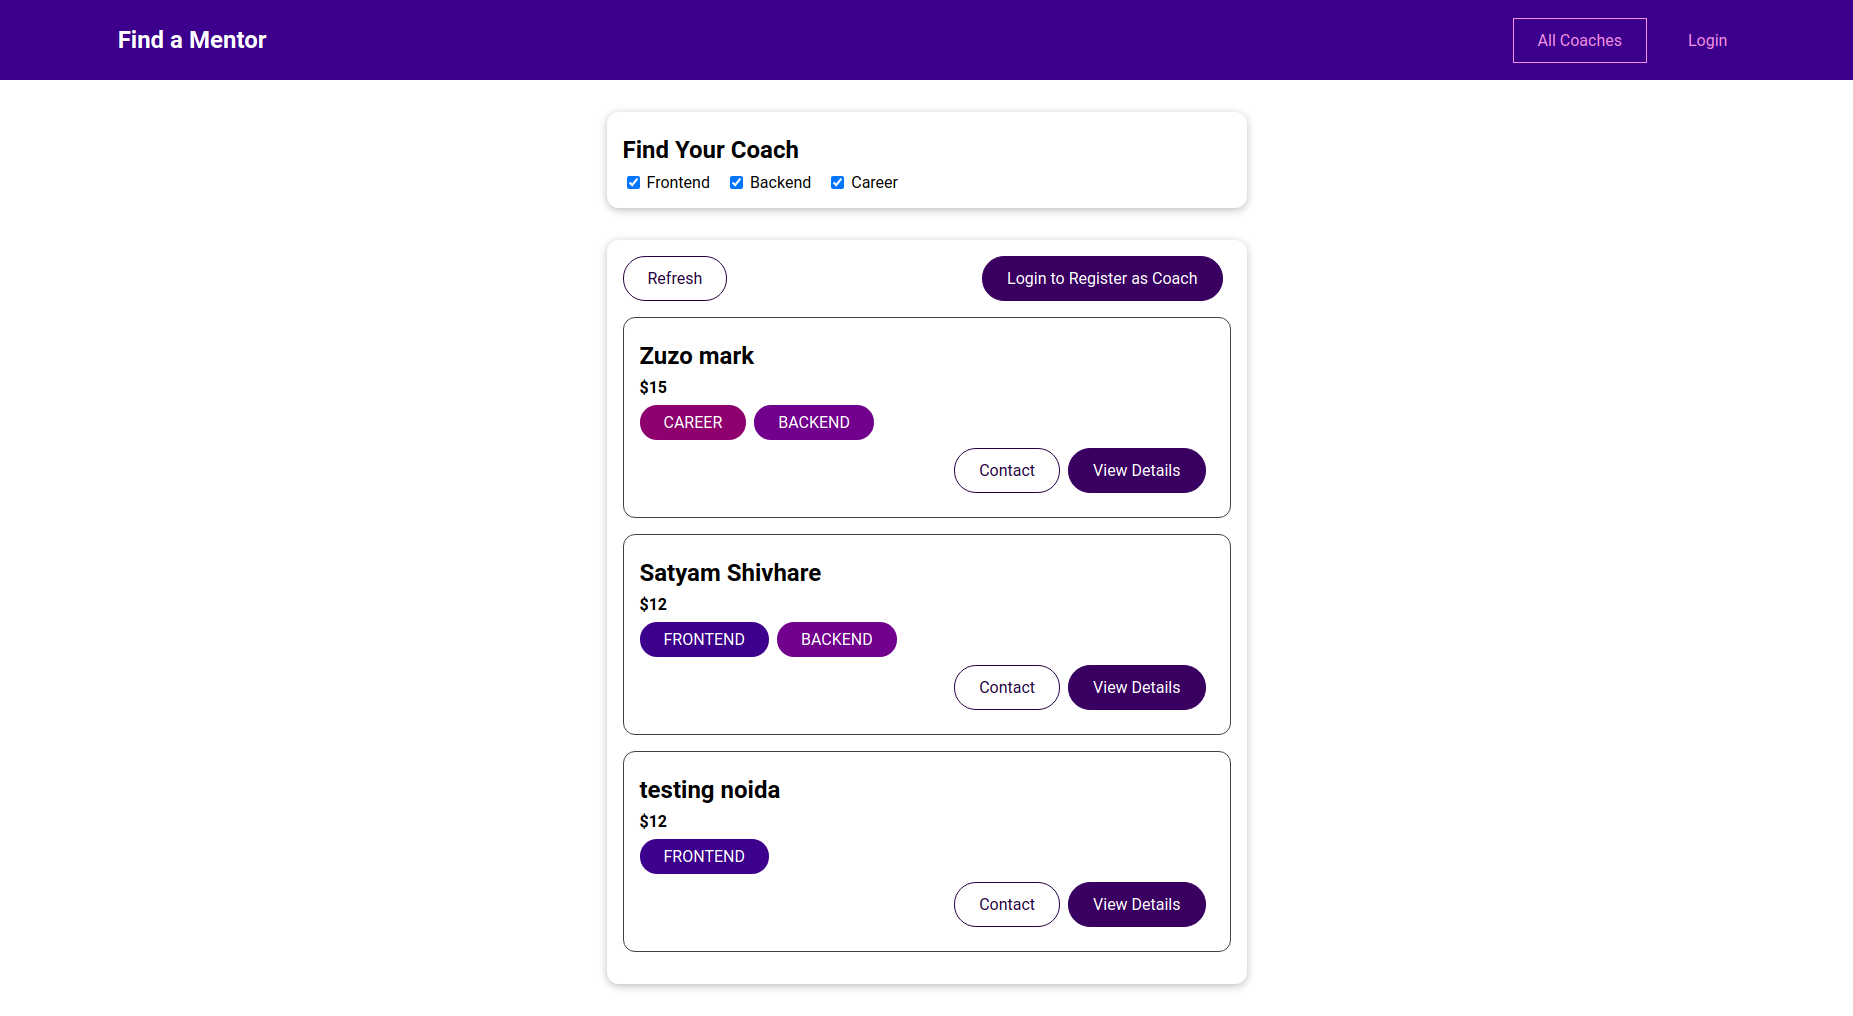 Find a Mentor
All Coaches
Login
Find Your Coach
Frontend Backend Career
Refresh
Login to Register as Coach
Zuzo mark
$15
CAREER BACKEND
Contact View Details
Satyam Shivhare
$12
FRONTEND BACKEND
Contact View Details
testing noida
$12
FRONTEND
Contact View Details